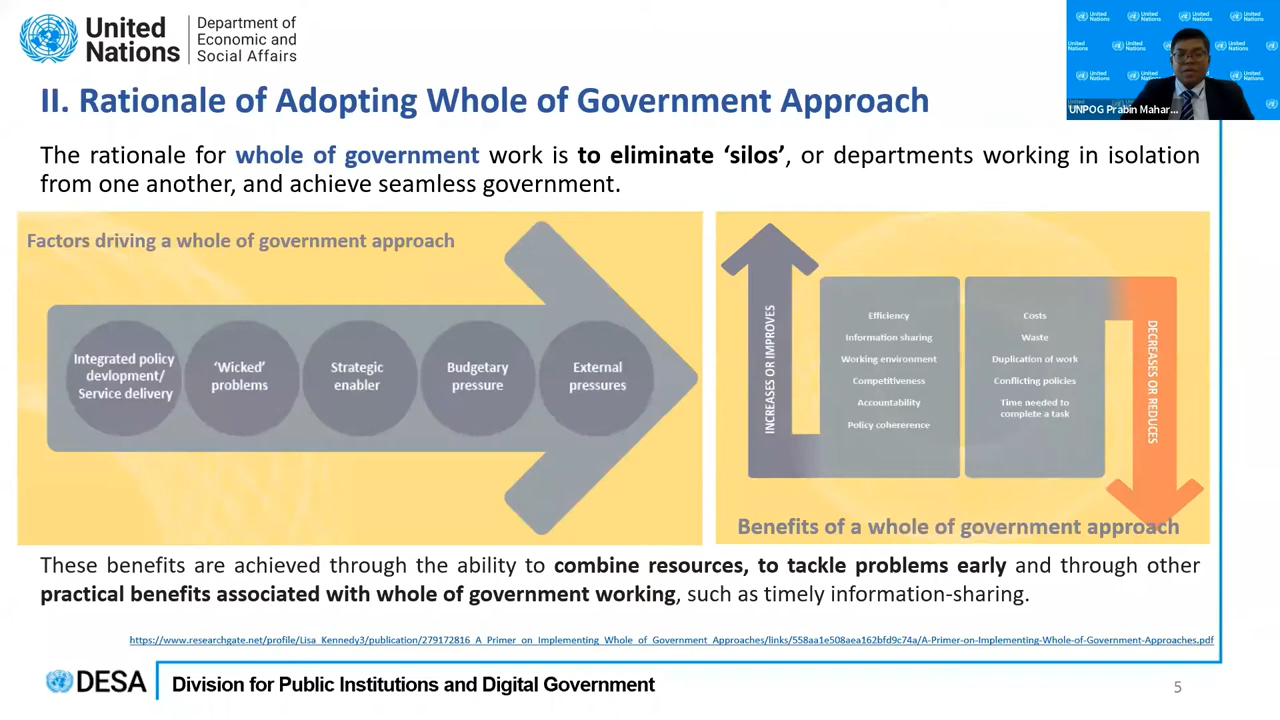 United
Nations
Department of
Economic and
Social Affairs
UNPOG Prabin Mahar...
II. Rationale of Adopting Whole of Government Approach
The rationale for whole of government work is to eliminate ‘silos’, or departments working in isolation
from one another, and achieve seamless government.
Factors driving a whole of government approach
Integrated policy
devlopment/
Service delivery
‘Wicked’
problems
Strategic
enabler
Budgetary
pressure
External
pressures
INCREASES OR IMPROVES
Efficiency
Information sharing
Working environment
Competitiveness
Accountability
Policy cohererence
Costs
Waste
Duplication of work
Conflicting policies
Time needed to
complete a task
DECREASES OR REDUCES
Benefits of a whole of government approach
These benefits are achieved through the ability to combine resources, to tackle problems early and through other
practical benefits associated with whole of government working, such as timely information-sharing.
https://www.researchgate.net/profile/Lisa_Kennedy3/publication/279172816_A_Primer_on_Implementing_Whole_of_Government_Approaches/links/558aa1e508aea162bfd9c74a/A-Primer-on-Implementing-Whole-of-Government-Approaches.pdf
DESA
Division for Public Institutions and Digital Government
5